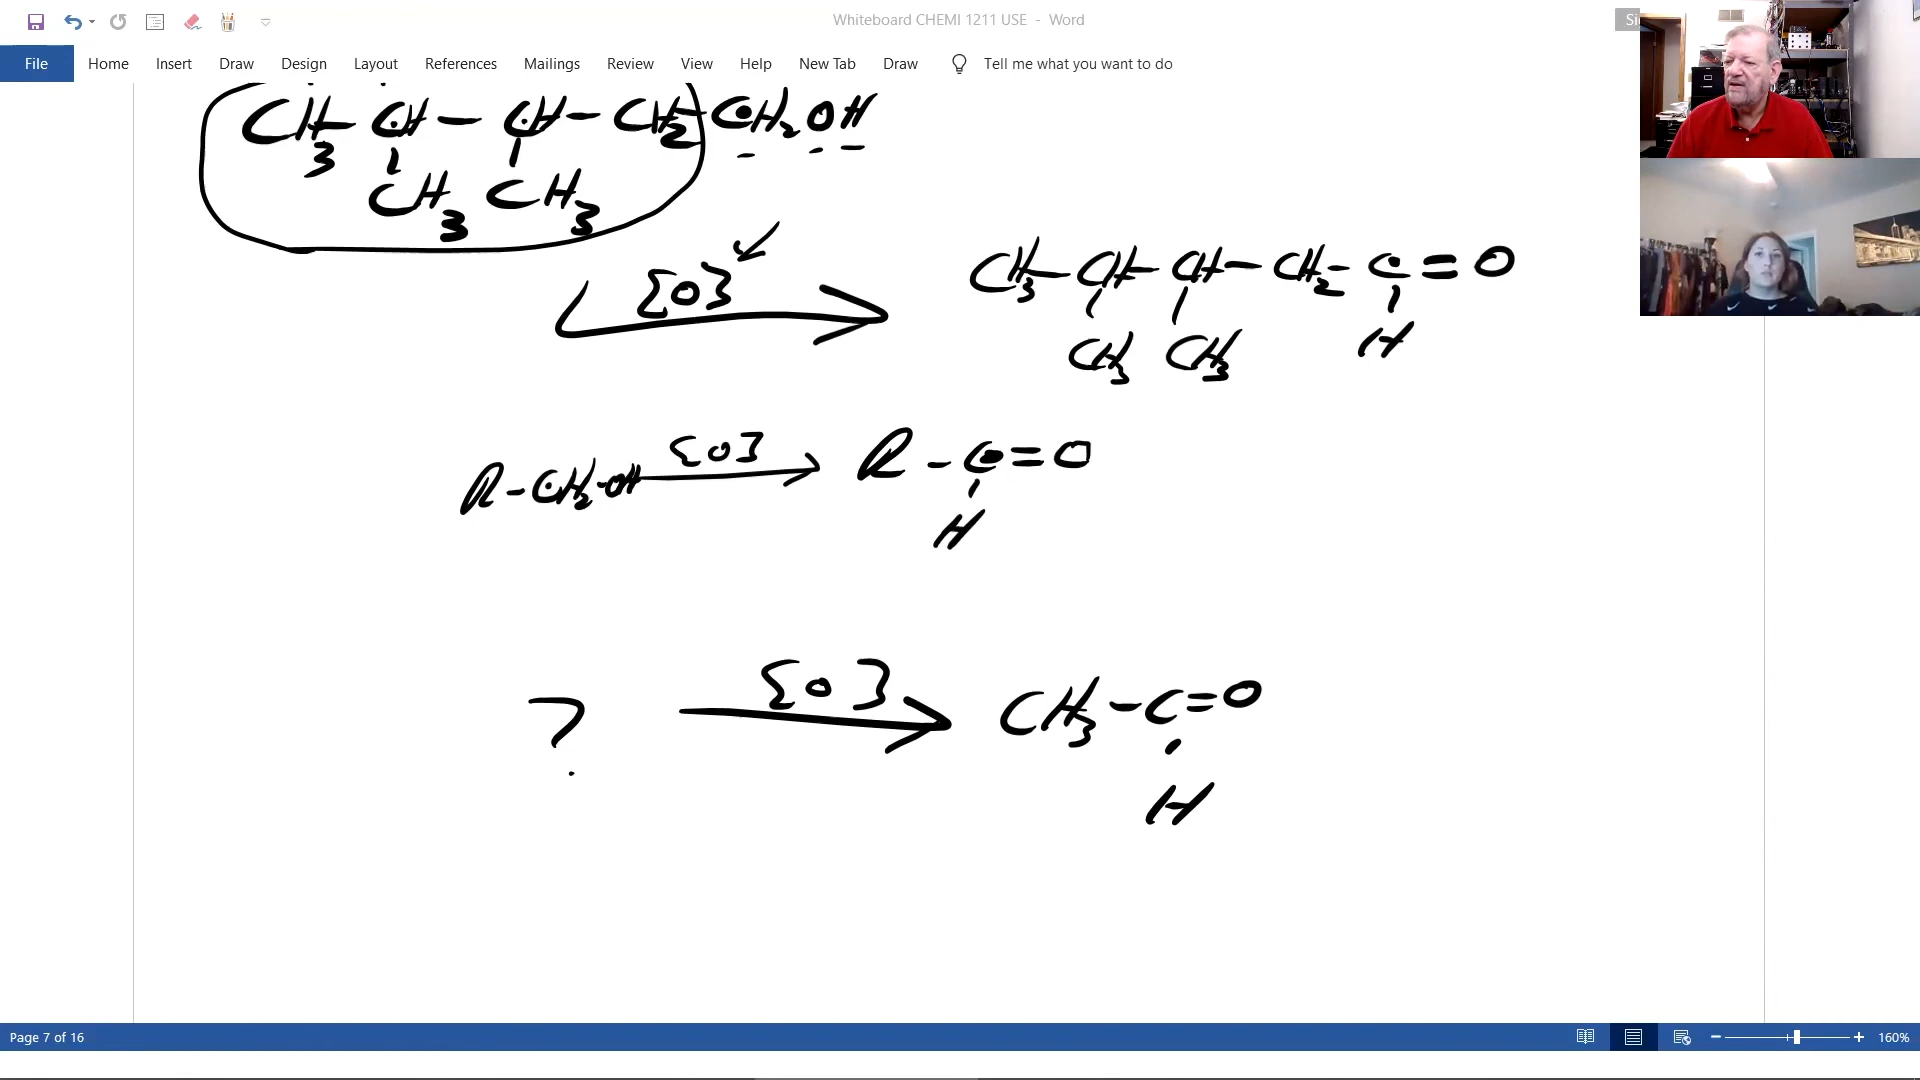 Whiteboard CHEMI 1211 USE - Word
File Home Insert Draw Design Layout References Mailings Review View Help New Tab Draw Tell me what you want to do
CH3-CH-CH-CH2-CH2OH
CH3 CH3
{O}
CH3-CH-CH-CH2-C=O
CH3 CH3 H
R-CH2-OH {O} R-C=O
H
? {O} CH3-C=O
H
Page 7 of 16
160%